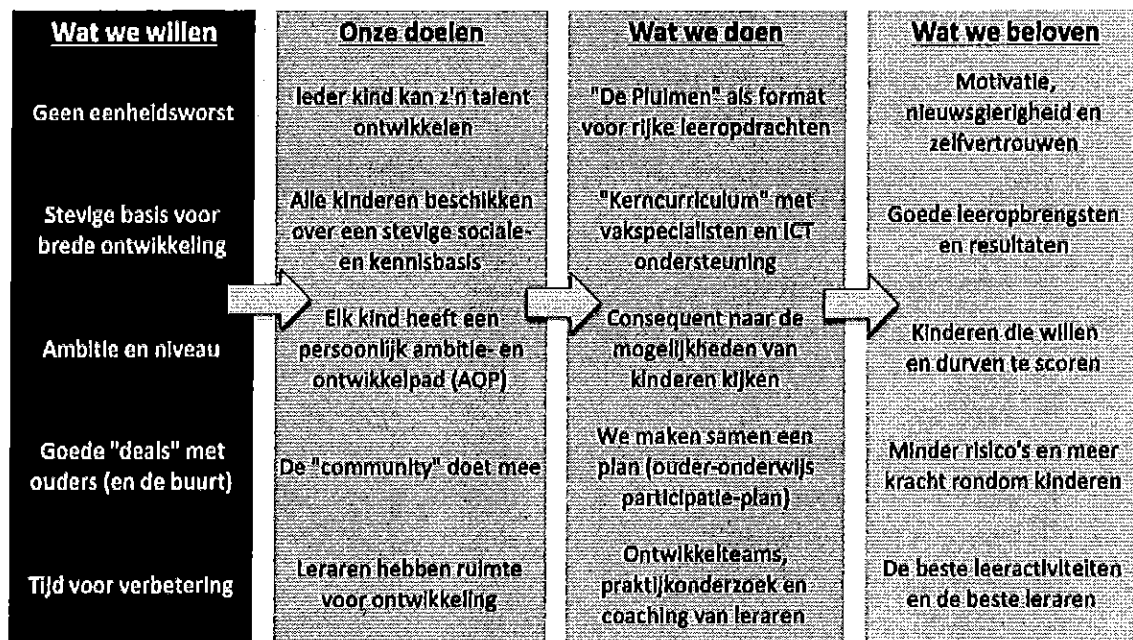 Wat we willen
Geen eenheidsworst
Stevige basis voor
brede ontwikkeling
Ambitie en niveau
Goede "deals" met
ouders (en de buurt)
Tijd voor verbetering
Onze doelen
Ieder kind kan z'n talent
ontwikkelen
Alle kinderen beschikken
over een stevige sociale-
en kennisbasis
Elk kind heeft een
persoonlijk ambitie- en
ontwikkelpad (AOP)
De "community" doet mee
Leraren hebben ruimte
voor ontwikkeling
Wat we doen
"De Pluimen" als format
voor rijke leeropdrachten
"Kerncurriculum" met
vakspecialisten en ICT
ondersteuning
Consequent naar de
mogelijkheden van
kinderen kijken
We maken samen een
plan (ouder-onderwijs
participatie-plan)
Ontwikkelteams,
praktijkonderzoek en
coaching van leraren
Wat we beloven
Motivatie,
nieuwsgierigheid en
zelfvertrouwen
Goede leeropbrengsten
en resultaten
Kinderen die willen
en durven te scoren
Minder risico's en meer
kracht rondom kinderen
De beste leeractiviteiten
en de beste leraren